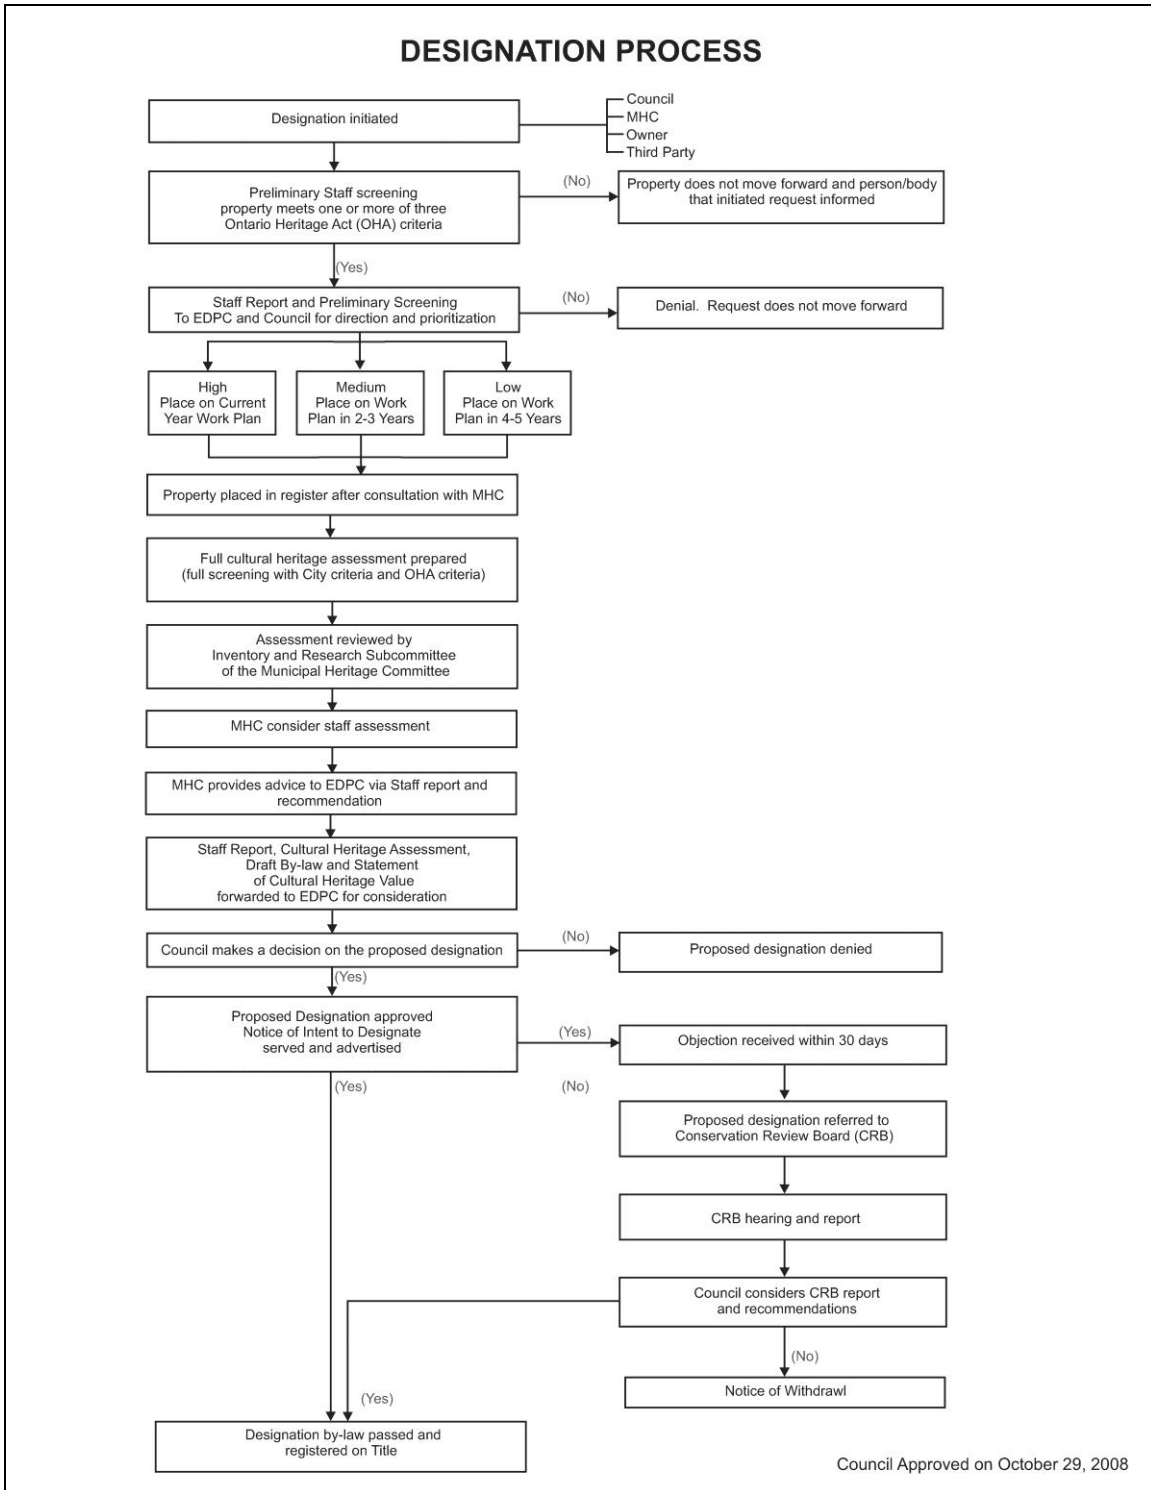 DESIGNATION PROCESS
Designation initiated
Council
MHC
Owner
Third Party
Preliminary Staff screening
property meets one or more of three
Ontario Heritage Act (OHA) criteria
(No)
Property does not move forward and person/body
that initiated request informed
(Yes)
Staff Report and Preliminary Screening
To EDPC and Council for direction and prioritization
(No)
Denial. Request does not move forward
High
Place on Current
Year Work Plan
Medium
Place on Work
Plan in 2-3 Years
Low
Place on Work
Plan in 4-5 Years
Property placed in register after consultation with MHC
Full cultural heritage assessment prepared
(full screening with City criteria and OHA criteria)
Assessment reviewed by
Inventory and Research Subcommittee
of the Municipal Heritage Committee
MHC consider staff assessment
MHC provides advice to EDPC via Staff report and
recommendation
Staff Report, Cultural Heritage Assessment,
Draft By-law and Statement
of Cultural Heritage Value
forwarded to EDPC for consideration
Council makes a decision on the proposed designation
(No)
Proposed designation denied
(Yes)
Proposed Designation approved
Notice of Intent to Designate
served and advertised
(Yes)
Objection received within 30 days
(Yes)
(No)
Proposed designation referred to
Conservation Review Board (CRB)
CRB hearing and report
Council considers CRB report
and recommendations
(No)
Notice of Withdrawl
(Yes)
Designation by-law passed and
registered on Title
Council Approved on October 29, 2008